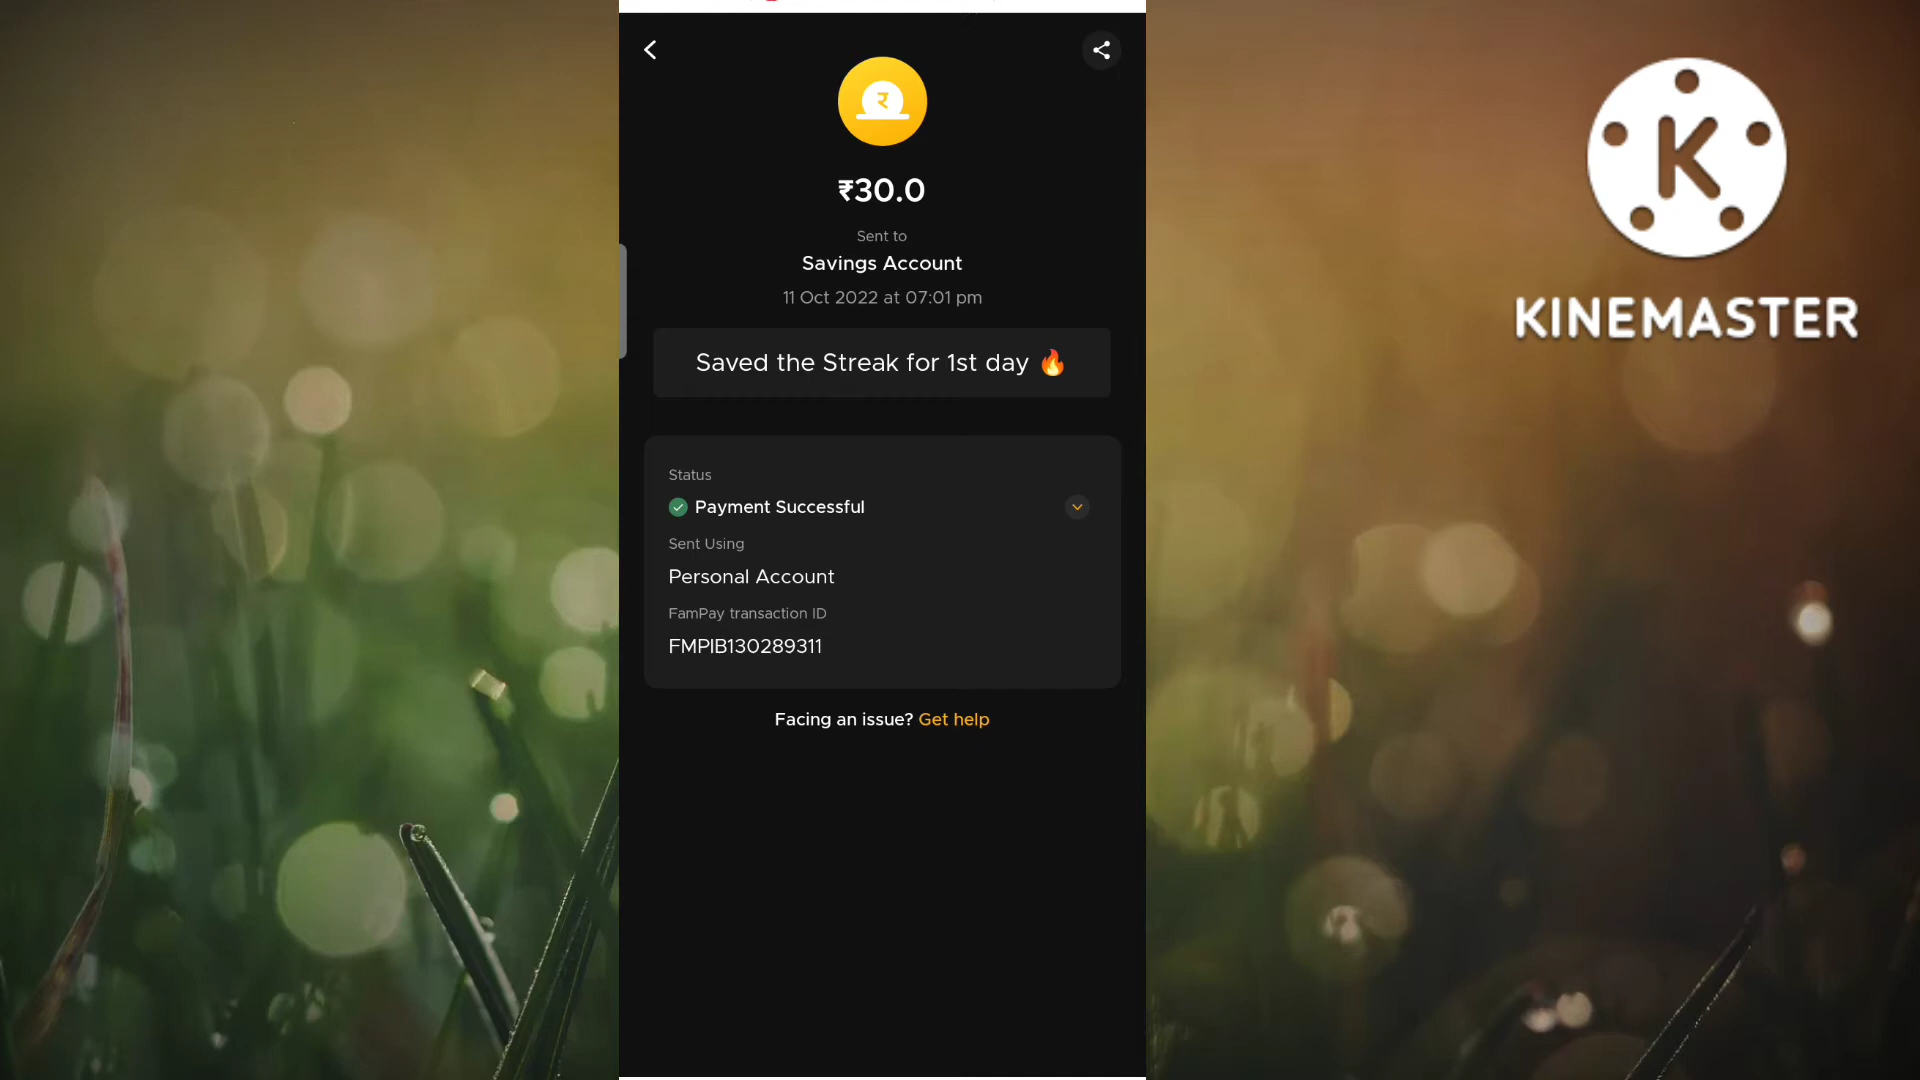 ₹30.0
Sent to
Savings Account
11 Oct 2022 at 07:01 pm
Saved the Streak for 1st day 🔥
Status
Payment Successful
Sent Using
Personal Account
FamPay transaction ID
FMPIB130289311
Facing an issue? Get help
K
KINEMASTER